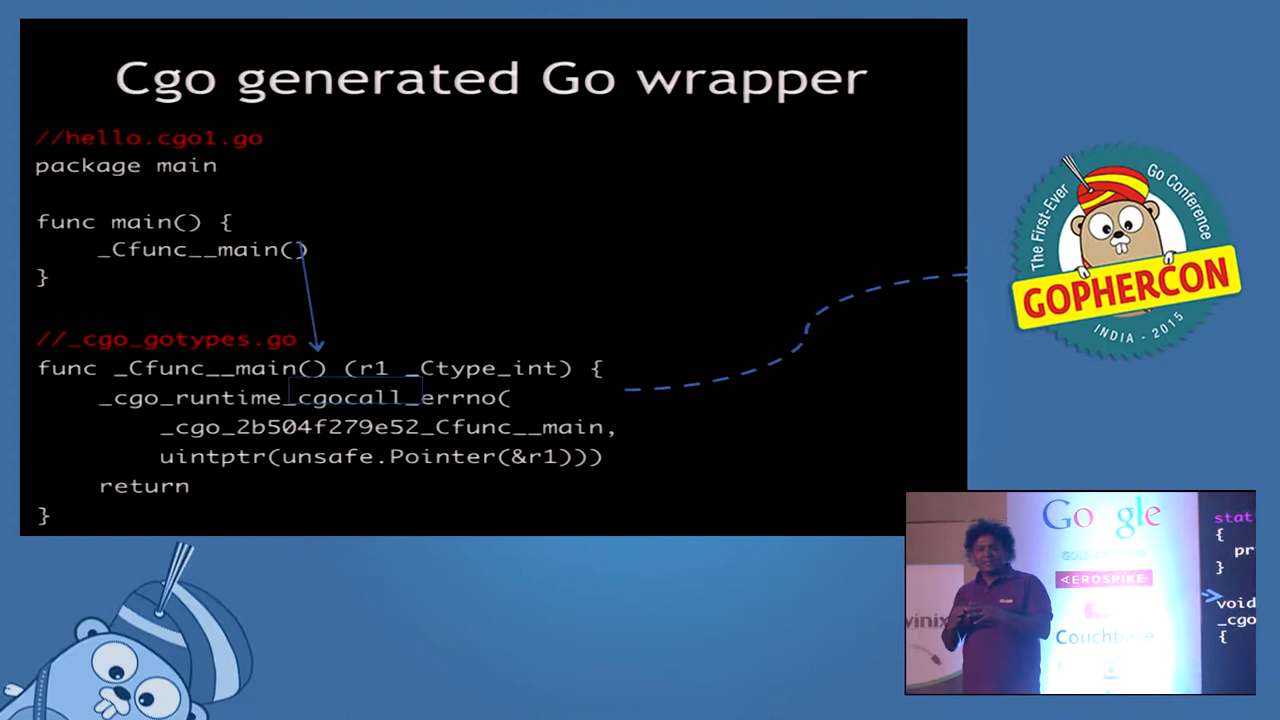 Cgo generated Go wrapper
//hello.cgo1.go
package main
func main() {
_Cfunc__main()
}
//_cgo_gotypes.go
func _Cfunc__main() (r1 _Ctype_int) {
_cgo_runtime_cgocall_errno(
_cgo_2b504f279e52_Cfunc__main,
uintptr(unsafe.Pointer(&r1)))
return
}
The First-Ever Go Conference
GOPHERCON
INDIA - 2015
Google
AEROSPIKE
Couchbase
vinix
stat
{
pr
}
void
_cgo
{